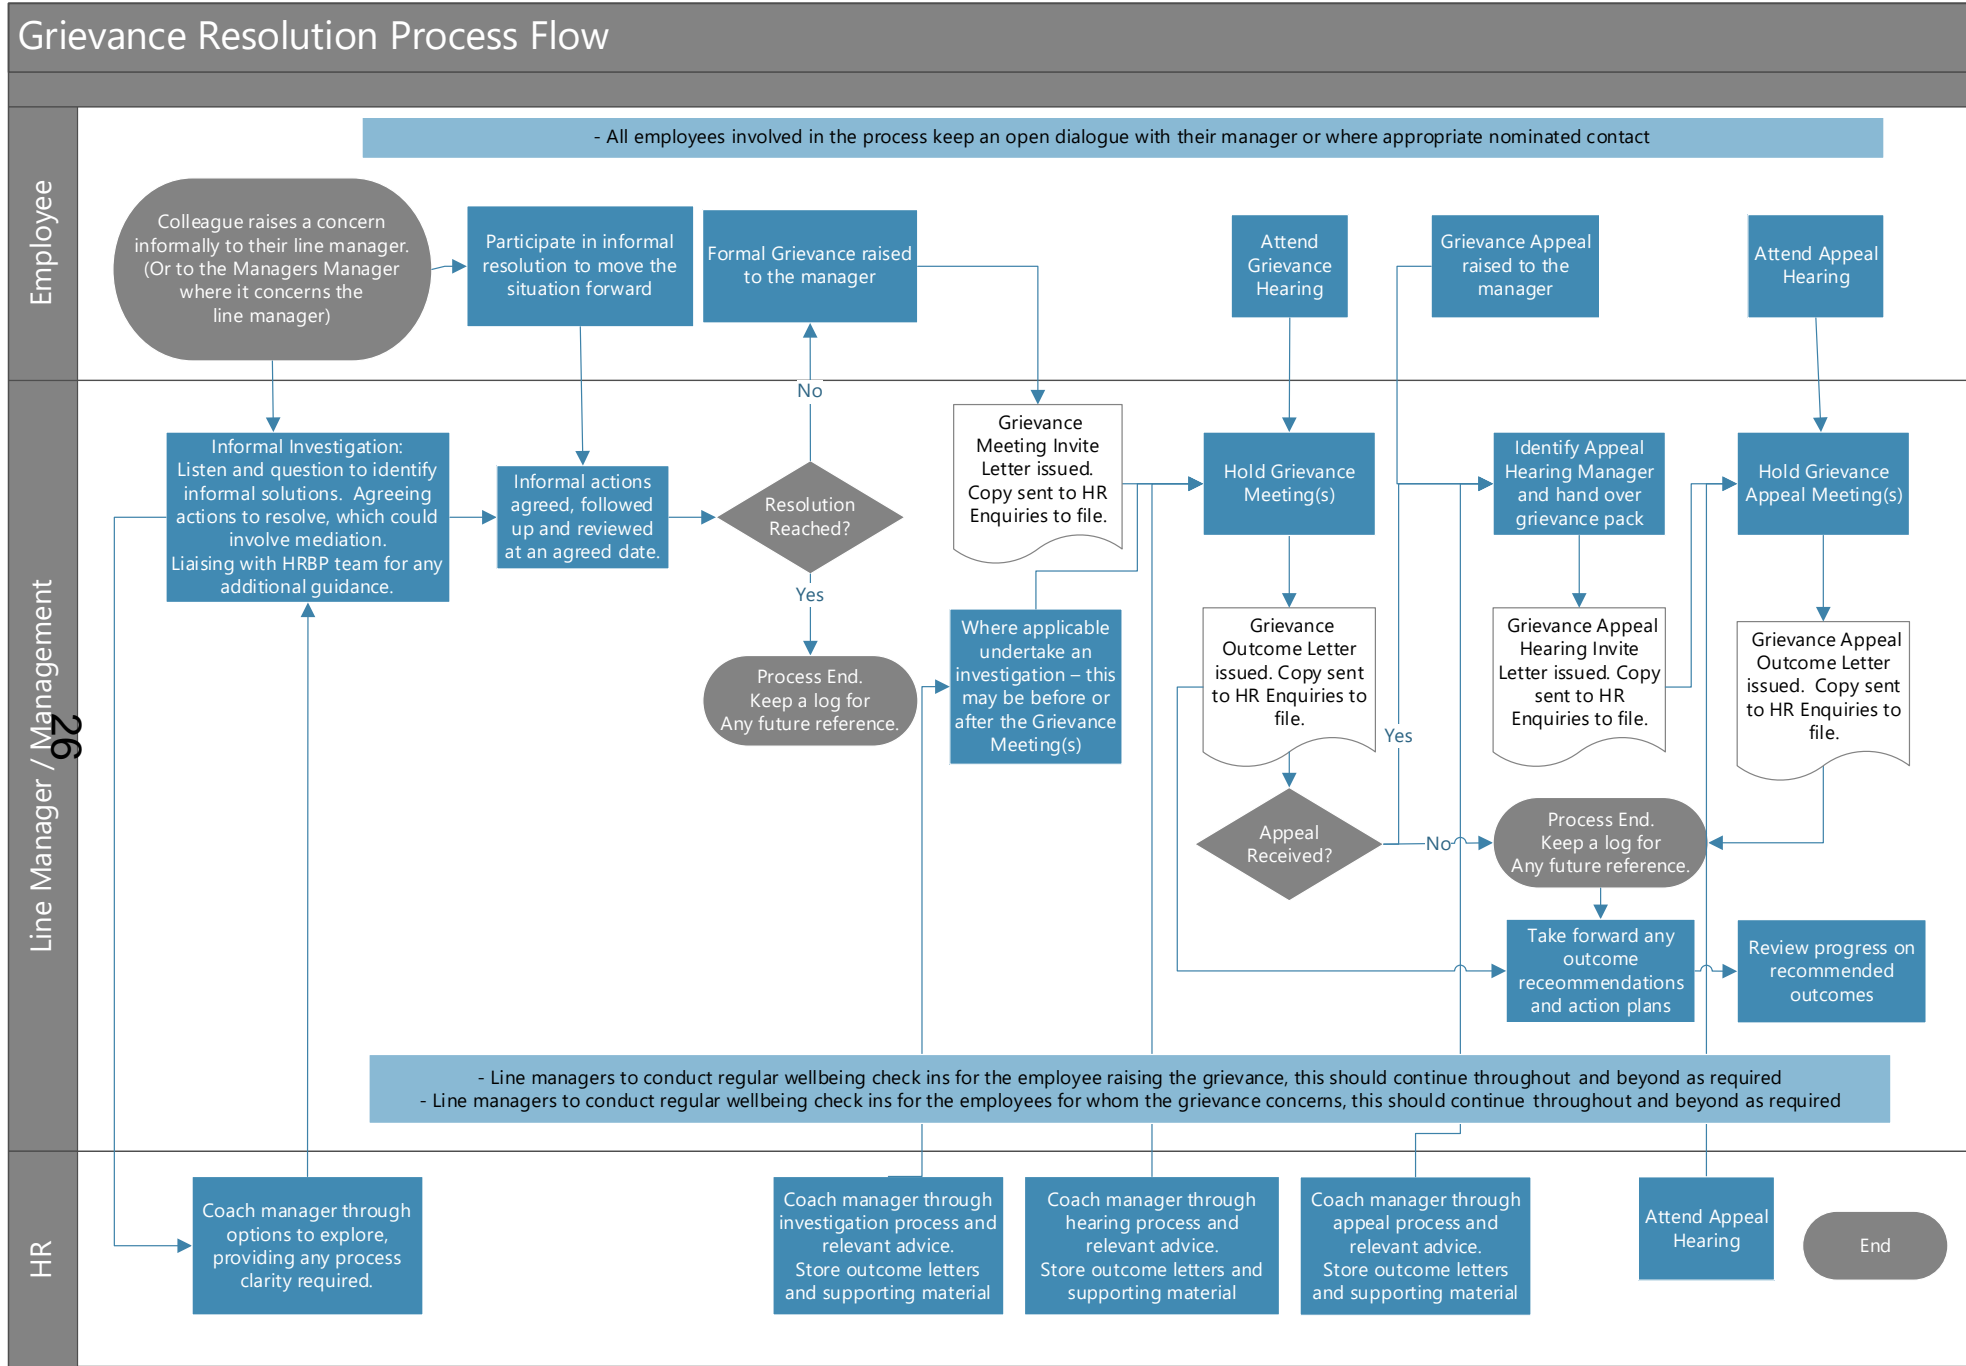 Grievance Resolution Process Flow
Employee
- All employees involved in the process keep an open dialogue with their manager or where appropriate nominated contact
Colleague raises a concern
informally to their line manager.
(Or to the Managers Manager
where it concerns the
line manager)
Participate in informal
resolution to move the
situation forward
Formal Grievance raised
to the manager
Attend
Grievance
Hearing
Grievance Appeal
raised to the
manager
Attend Appeal
Hearing
Line Manager / Management
26
No
Informal Investigation:
Listen and question to identify
informal solutions.  Agreeing
actions to resolve, which could
involve mediation.
Liaising with HRBP team for any
additional guidance.
Informal actions
agreed, followed
up and reviewed
at an agreed date.
Resolution
Reached?
Yes
Process End.
Keep a log for
Any future reference.
Grievance
Meeting Invite
Letter issued.
Copy sent to HR
Enquiries to file.
Where applicable
undertake an
investigation – this
may be before or
after the Grievance
Meeting(s)
Hold Grievance
Meeting(s)
Grievance
Outcome Letter
issued. Copy sent
to HR Enquiries to
file.
Appeal
Received?
Yes
No
Identify Appeal
Hearing Manager
and hand over
grievance pack
Grievance Appeal
Hearing Invite
Letter issued. Copy
sent to HR
Enquiries to file.
Process End.
Keep a log for
Any future reference.
Take forward any
outcome
receommendations
and action plans
Hold Grievance
Appeal Meeting(s)
Grievance Appeal
Outcome Letter
issued.  Copy sent
to HR Enquiries to
file.
Review progress on
recommended
outcomes
- Line managers to conduct regular wellbeing check ins for the employee raising the grievance, this should continue throughout and beyond as required
- Line managers to conduct regular wellbeing check ins for the employees for whom the grievance concerns, this should continue throughout and beyond as required
HR
Coach manager through
options to explore,
providing any process
clarity required.
Coach manager through
investigation process and
relevant advice.
Store outcome letters
and supporting material
Coach manager through
hearing process and
relevant advice.
Store outcome letters and
supporting material
Coach manager through
appeal process and
relevant advice.
Store outcome letters
and supporting material
Attend Appeal
Hearing
End